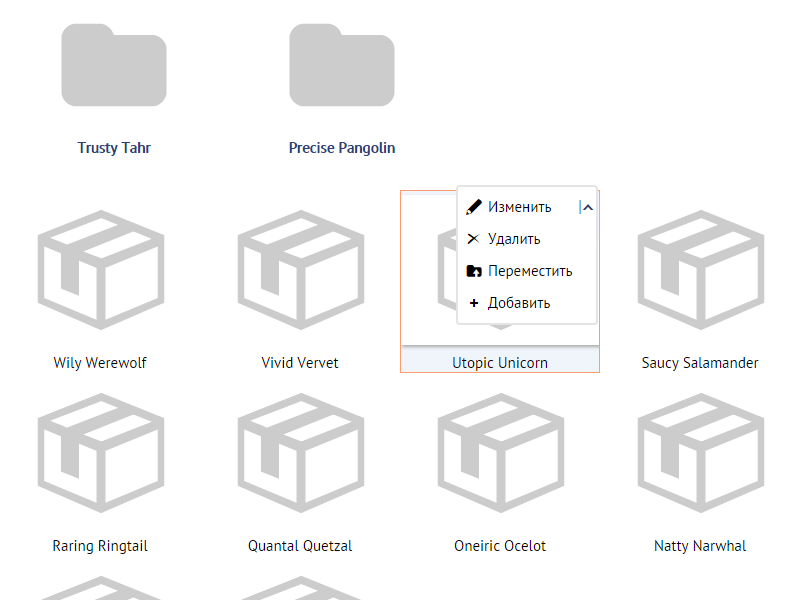 Trusty Tahr
Precise Pangolin
Изменить
Удалить
Переместить
Добавить
Wily Werewolf
Vivid Vervet
Utopic Unicorn
Saucy Salamander
Raring Ringtail
Quantal Quetzal
Oneiric Ocelot
Natty Narwhal